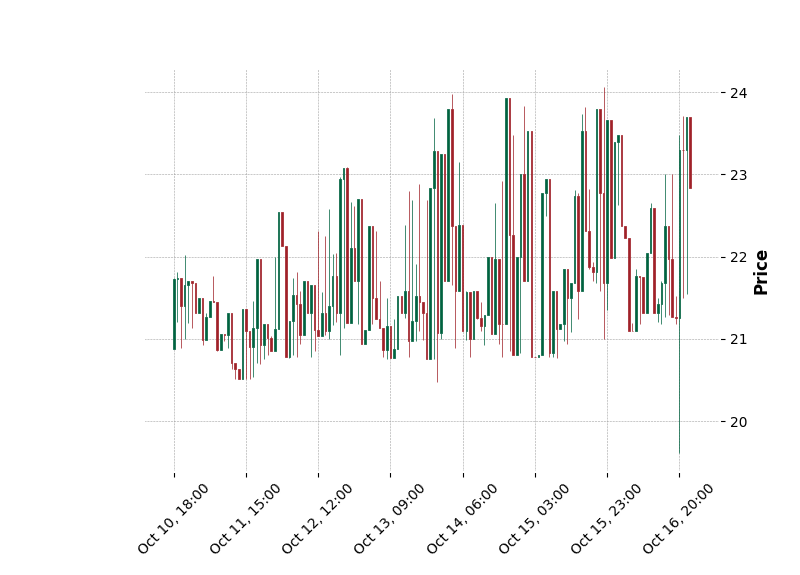 24
23
22
21
20
Price
Oct 10, 18:00
Oct 11, 15:00
Oct 12, 12:00
Oct 13, 09:00
Oct 14, 06:00
Oct 15, 03:00
Oct 15, 23:00
Oct 16, 20:00